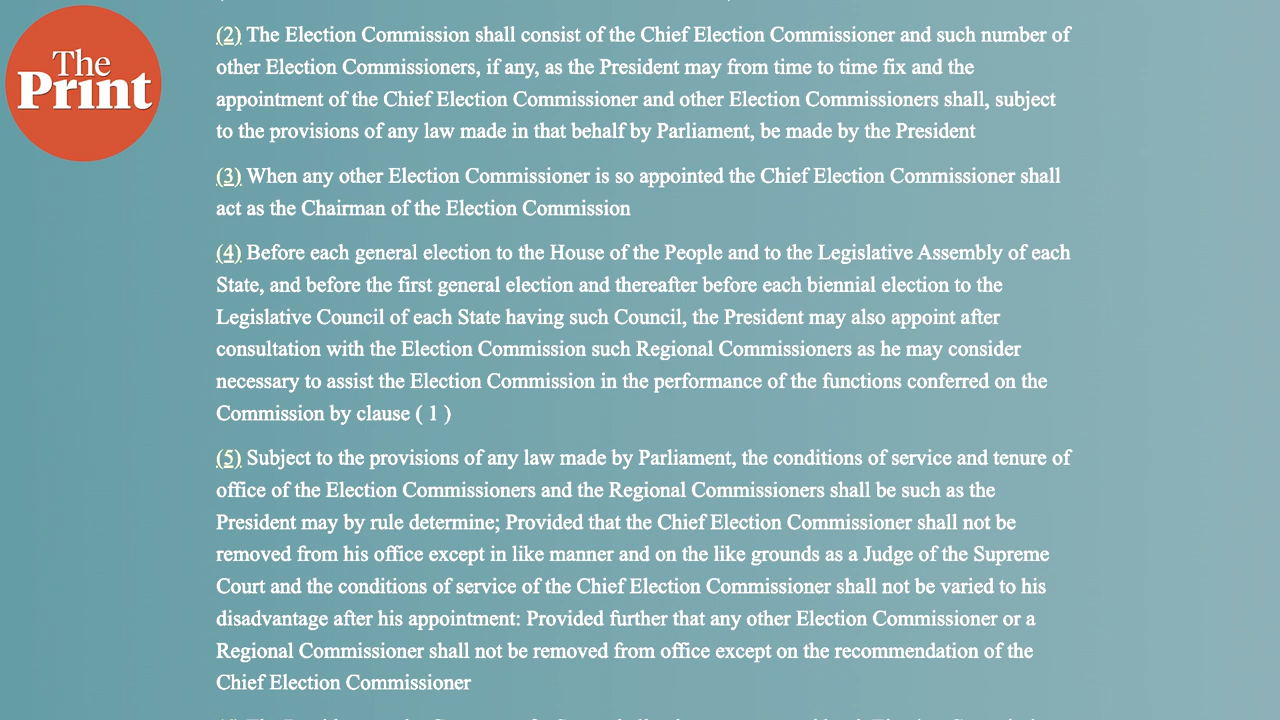 The
Print
(2) The Election Commission shall consist of the Chief Election Commissioner and such number of
other Election Commissioners, if any, as the President may from time to time fix and the
appointment of the Chief Election Commissioner and other Election Commissioners shall, subject
to the provisions of any law made in that behalf by Parliament, be made by the President
(3) When any other Election Commissioner is so appointed the Chief Election Commissioner shall
act as the Chairman of the Election Commission
(4) Before each general election to the House of the People and to the Legislative Assembly of each
State, and before the first general election and thereafter before each biennial election to the
Legislative Council of each State having such Council, the President may also appoint after
consultation with the Election Commission such Regional Commissioners as he may consider
necessary to assist the Election Commission in the performance of the functions conferred on the
Commission by clause ( 1 )
(5) Subject to the provisions of any law made by Parliament, the conditions of service and tenure of
office of the Election Commissioners and the Regional Commissioners shall be such as the
President may by rule determine; Provided that the Chief Election Commissioner shall not be
removed from his office except in like manner and on the like grounds as a Judge of the Supreme
Court and the conditions of service of the Chief Election Commissioner shall not be varied to his
disadvantage after his appointment: Provided further that any other Election Commissioner or a
Regional Commissioner shall not be removed from office except on the recommendation of the
Chief Election Commissioner